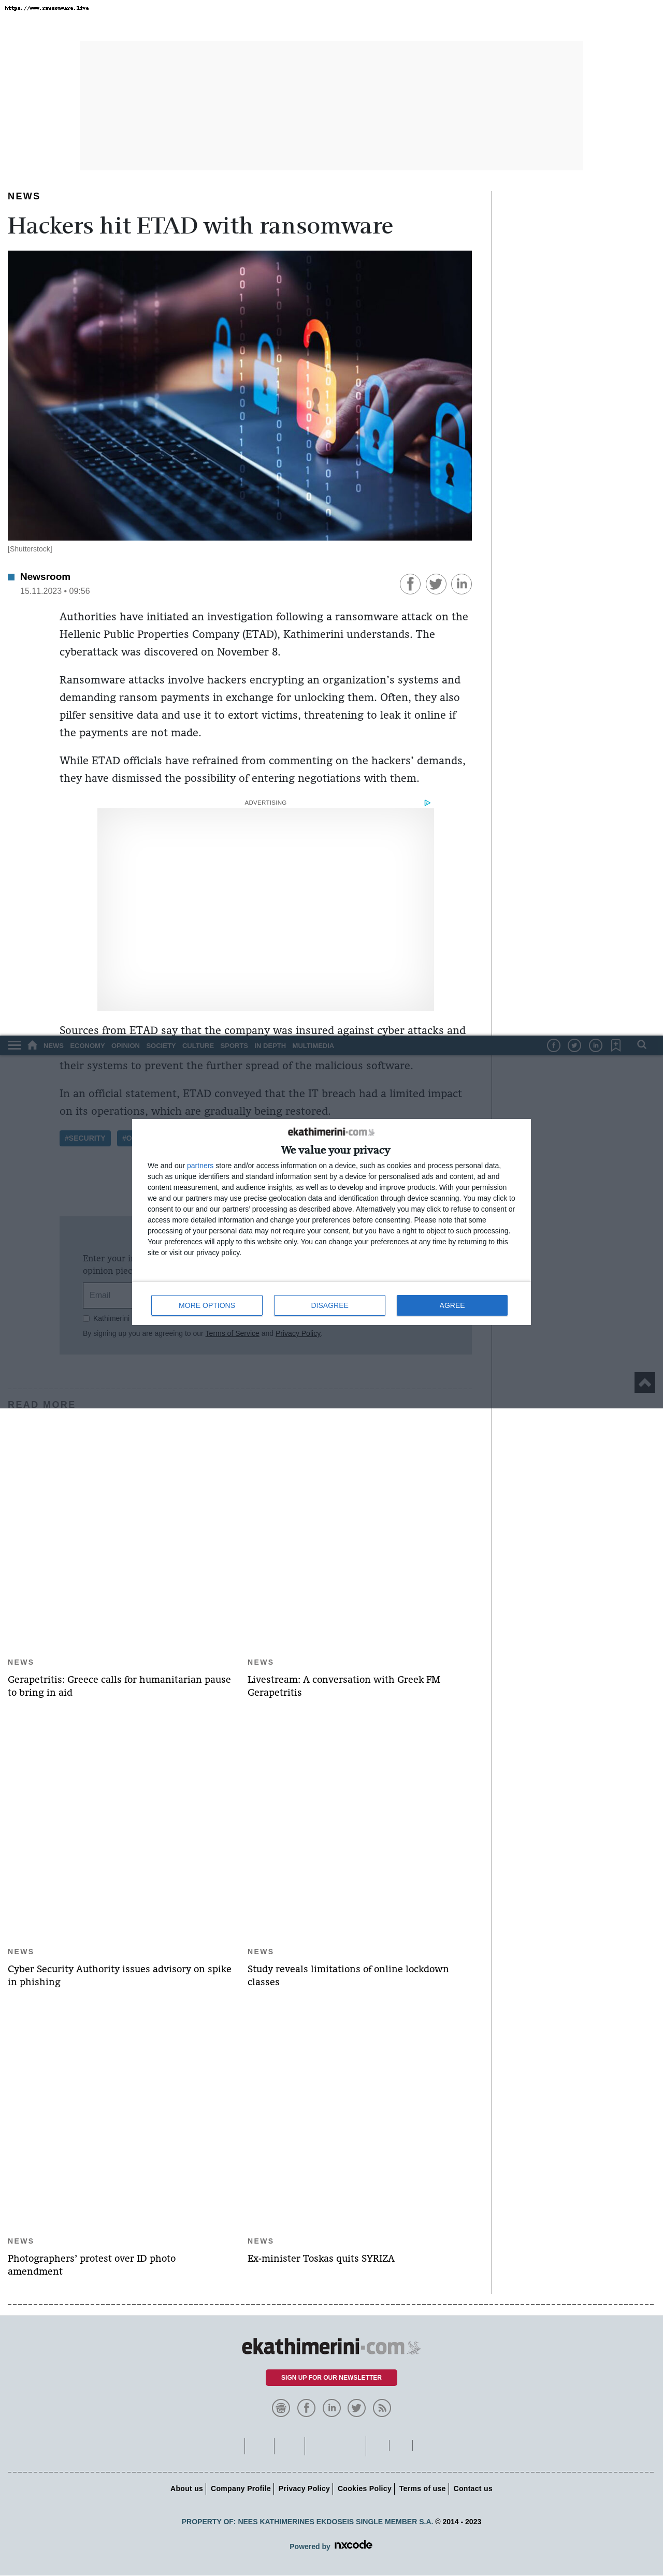 https://www.ransomware.live
NEWS
Hackers hit ETAD with ransomware
[Shutterstock]
Newsroom
15.11.2023 • 09:56
Authorities have initiated an investigation following a ransomware attack on the
Hellenic Public Properties Company (ETAD), Kathimerini understands. The
cyberattack was discovered on November 8.
Ransomware attacks involve hackers encrypting an organization's systems and
demanding ransom payments in exchange for unlocking them. Often, they also
pilfer sensitive data and use it to extort victims, threatening to leak it online if
the payments are not made.
While ETAD officials have refrained from commenting on the hackers' demands,
they have dismissed the possibility of entering negotiations with them.
ADVERTISING
Sources from ETAD say that the company was insured against cyber attacks and
NEWS ECONOMY OPINION SOCIETY CULTURE SPORTS IN DEPTH MULTIMEDIA
their systems to prevent the further spread of the malicious software.
In an official statement, ETAD conveyed that the IT breach had a limited impact
on its operations, which are gradually being restored.
#SECURITY
ekathimerini-com
We value your privacy
We and our partners store and/or access information on a device, such as cookies and process personal data,
such as unique identifiers and standard information sent by a device for personalised ads and content, ad and
content measurement, and audience insights, as well as to develop and improve products. With your permission
we and our partners may use precise geolocation data and identification through device scanning. You may click to
consent to our and our partners' processing as described above. Alternatively you may click to refuse to consent or
access more detailed information and change your preferences before consenting. Please note that some
processing of your personal data may not require your consent, but you have a right to object to such processing.
Your preferences will apply to this website only. You can change your preferences at any time by returning to this
site or visit our privacy policy.
MORE OPTIONS
DISAGREE
AGREE
Enter your
opinion
Email
Kathimerini
By signing up you are agreeing to our Terms of Service and Privacy Policy.
READ MORE
NEWS
Gerapetritis: Greece calls for humanitarian pause
to bring in aid
NEWS
Livestream: A conversation with Greek FM
Gerapetritis
NEWS
Cyber Security Authority issues advisory on spike
in phishing
NEWS
Study reveals limitations of online lockdown
classes
NEWS
Photographers' protest over ID photo
amendment
NEWS
Ex-minister Toskas quits SYRIZA
ekathimerini-com
SIGN UP FOR OUR NEWSLETTER
About us Company Profile Privacy Policy Cookies Policy Terms of use Contact us
PROPERTY OF: NEES KATHIMERINES EKDOSEIS SINGLE MEMBER S.A. © 2014 - 2023
Powered by nxcode